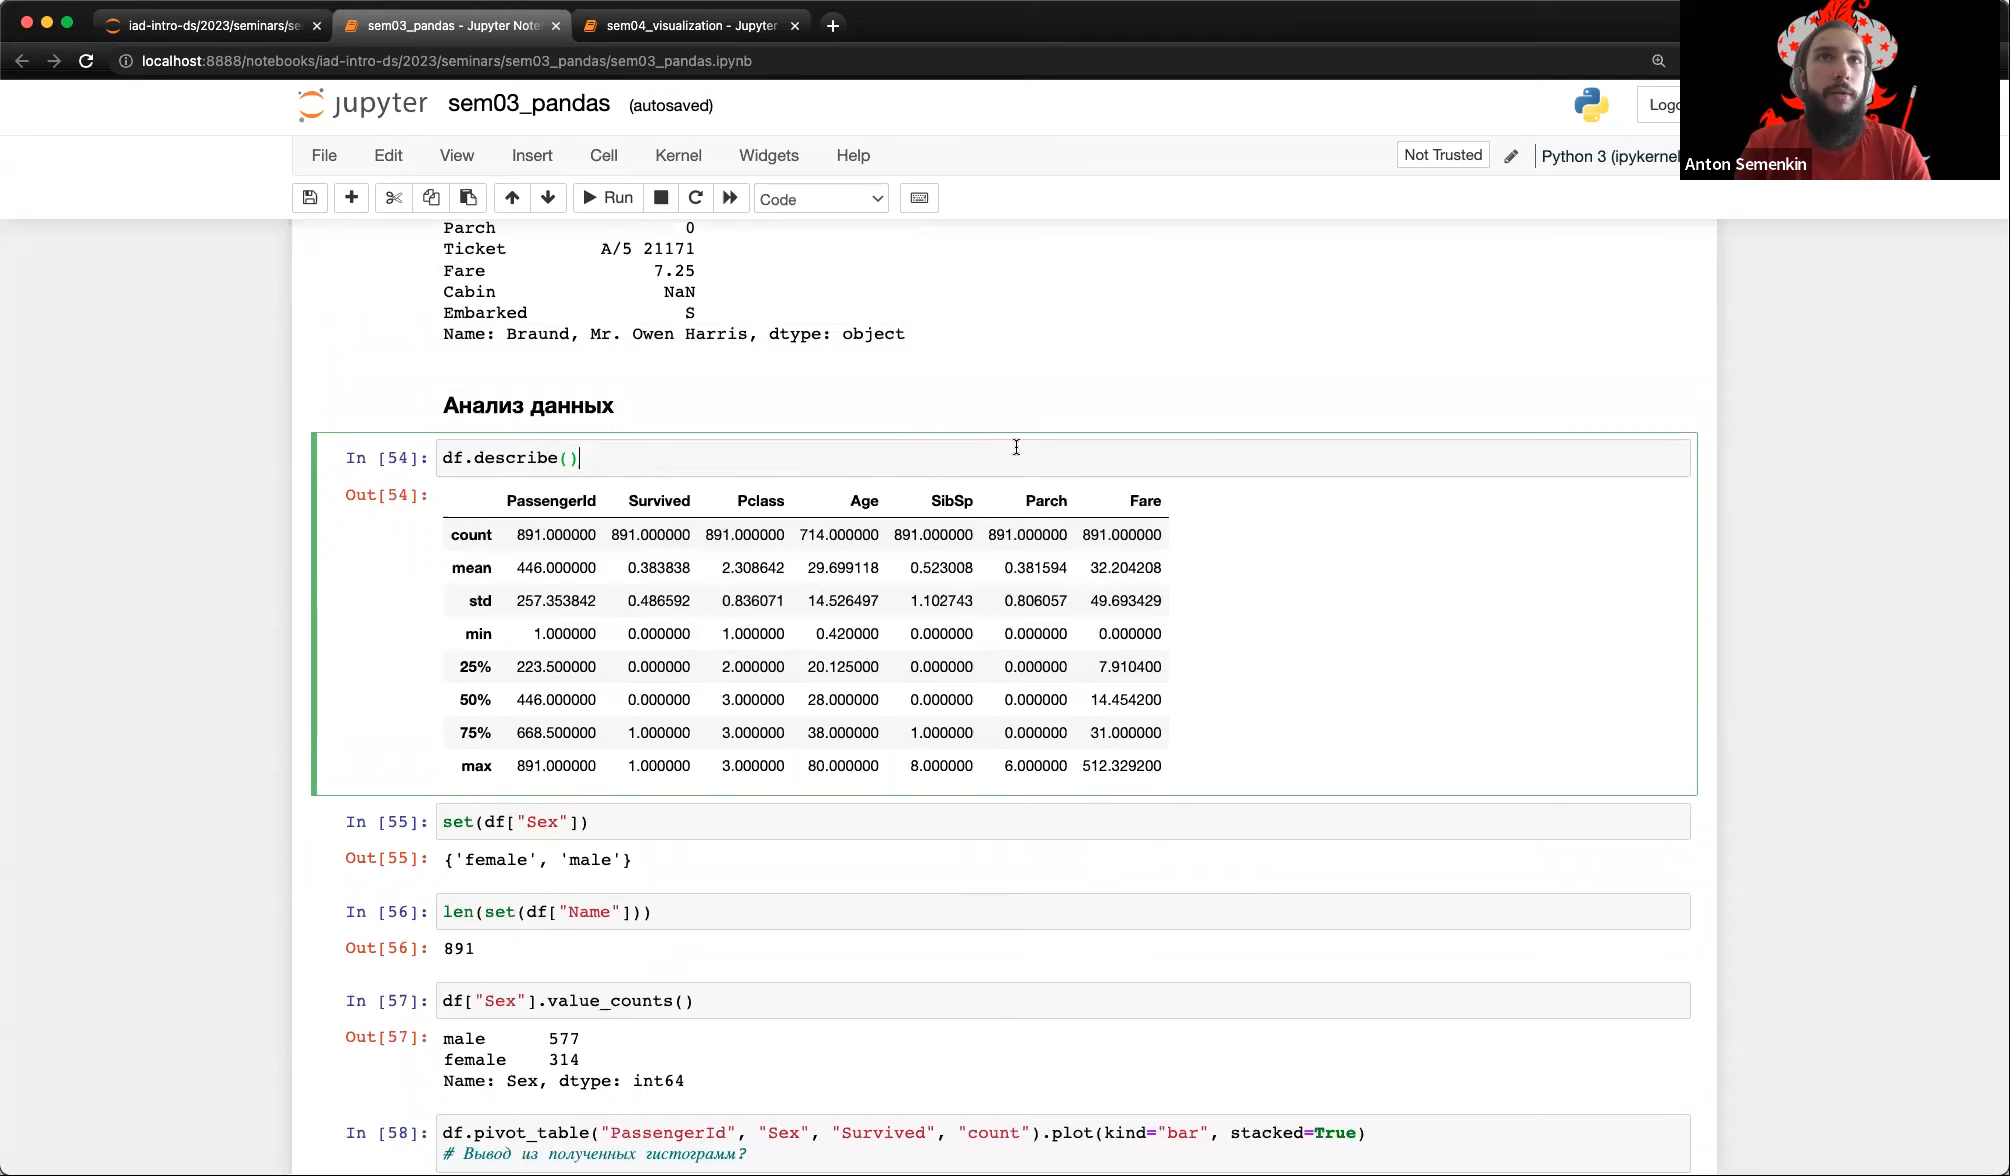 iad-intro-ds/2023/seminars/se
sem03_pandas - Jupyter Note
sem04_visualization - Jupyter
localhost:8888/notebooks/iad-intro-ds/2023/seminars/sem03_pandas/sem03_pandas.ipynb
jupyter sem03_pandas (autosaved)
Logo
File Edit View Insert Cell Kernel Widgets Help
Not Trusted Python 3 (ipykernel
Anton Semenkin
Run Code
Parch 0
Ticket A/5 21171
Fare 7.25
Cabin NaN
Embarked S
Name: Braund, Mr. Owen Harris, dtype: object
Анализ данных
In [54]: df.describe()
Out[54]:
PassengerId Survived Pclass Age SibSp Parch Fare
count 891.000000 891.000000 891.000000 714.000000 891.000000 891.000000 891.000000
mean 446.000000 0.383838 2.308642 29.699118 0.523008 0.381594 32.204208
std 257.353842 0.486592 0.836071 14.526497 1.102743 0.806057 49.693429
min 1.000000 0.000000 1.000000 0.420000 0.000000 0.000000 0.000000
25% 223.500000 0.000000 2.000000 20.125000 0.000000 0.000000 7.910400
50% 446.000000 0.000000 3.000000 28.000000 0.000000 0.000000 14.454200
75% 668.500000 1.000000 3.000000 38.000000 1.000000 0.000000 31.000000
max 891.000000 1.000000 3.000000 80.000000 8.000000 6.000000 512.329200
In [55]: set(df["Sex"])
Out[55]: {'female', 'male'}
In [56]: len(set(df["Name"]))
Out[56]: 891
In [57]: df["Sex"].value_counts()
Out[57]: male 577
female 314
Name: Sex, dtype: int64
In [58]: df.pivot_table("PassengerId", "Sex", "Survived", "count").plot(kind="bar", stacked=True)
# Вывод из полученных гистограмм?